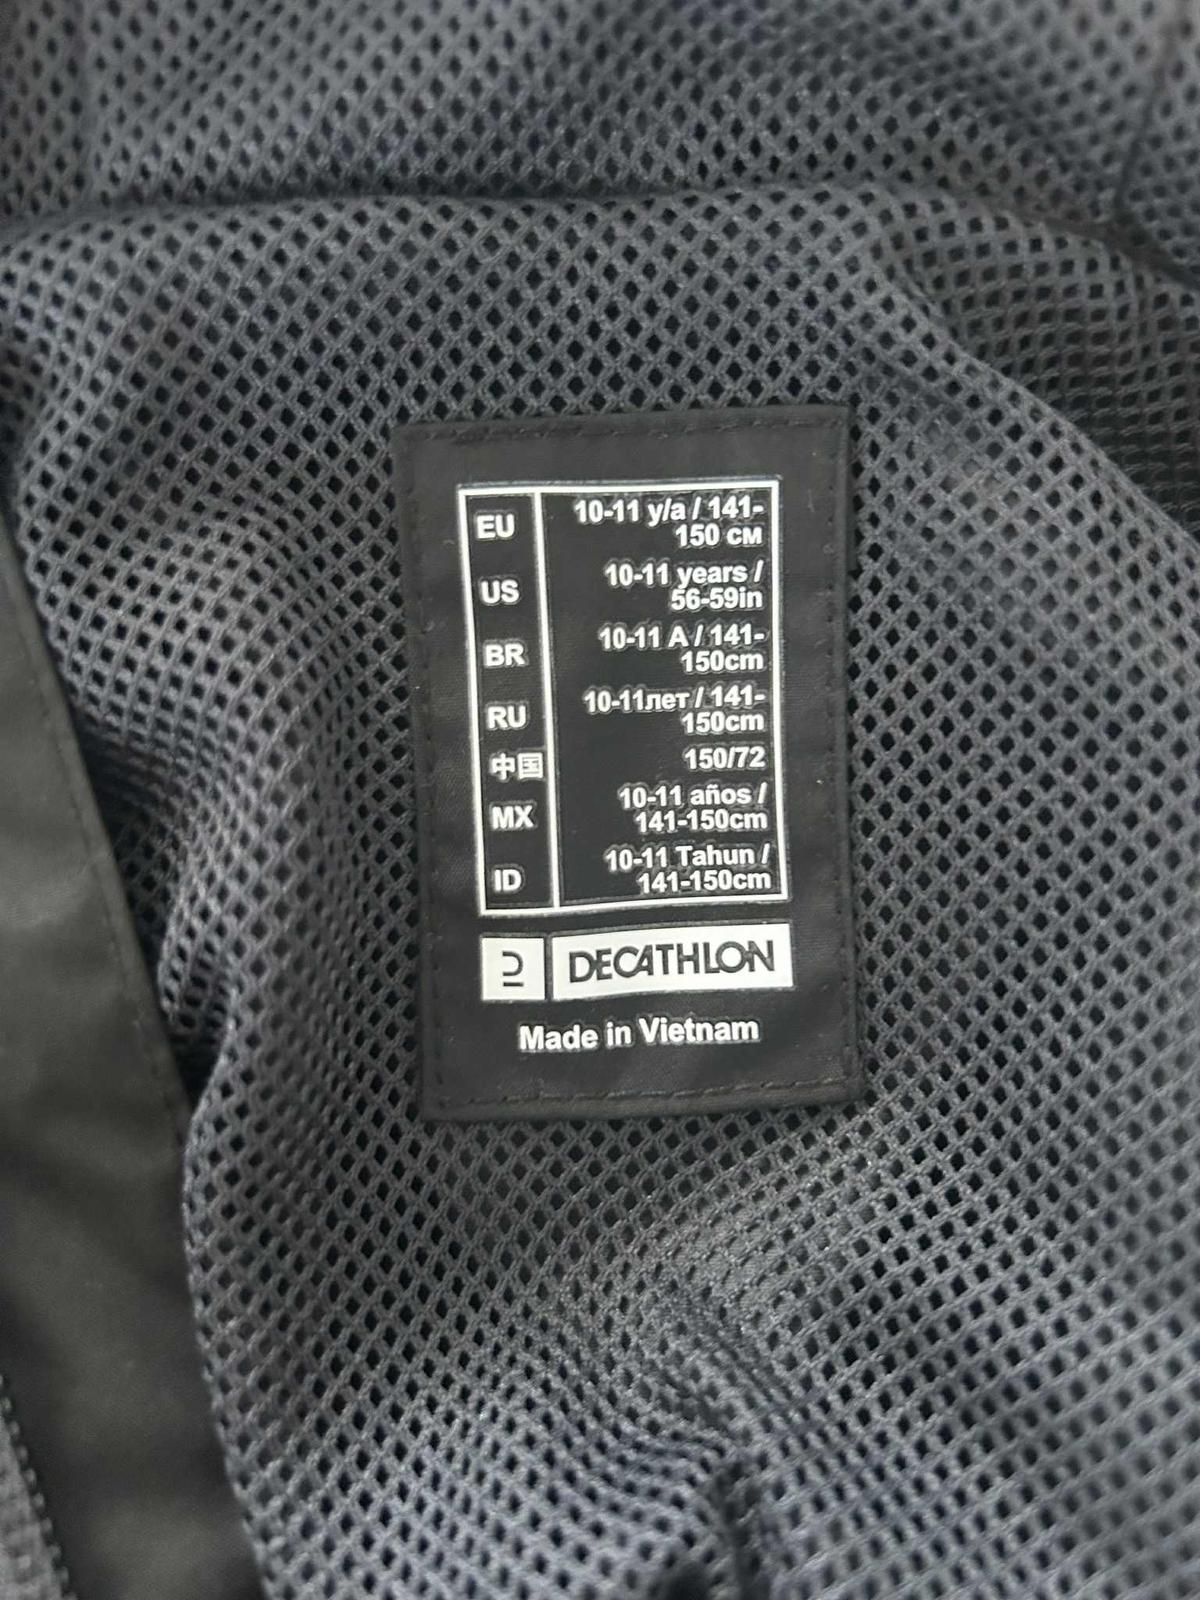 EU 10-11 y/a / 141-
150 см
US 10-11 years /
56-59in
BR 10-11 A / 141-
150cm
RU 10-11лет / 141-
150cm
中国 150/72
MX 10-11 años /
141-150cm
ID 10-11 Tahun /
141-150cm
DECATHLON
Made in Vietnam